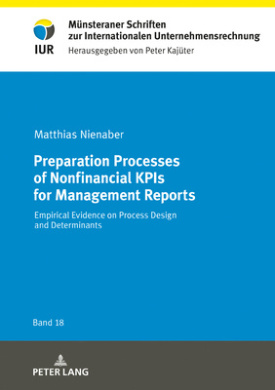 Münsteraner Schriften
zur Internationalen Unternehmensrechnung
Herausgegeben von Peter Kajüter
IUR
Matthias Nienaber
Preparation Processes
of Nonfinancial KPIs
for Management Reports
Empirical Evidence on Process Design
and Determinants
Band 18
PETER LANG